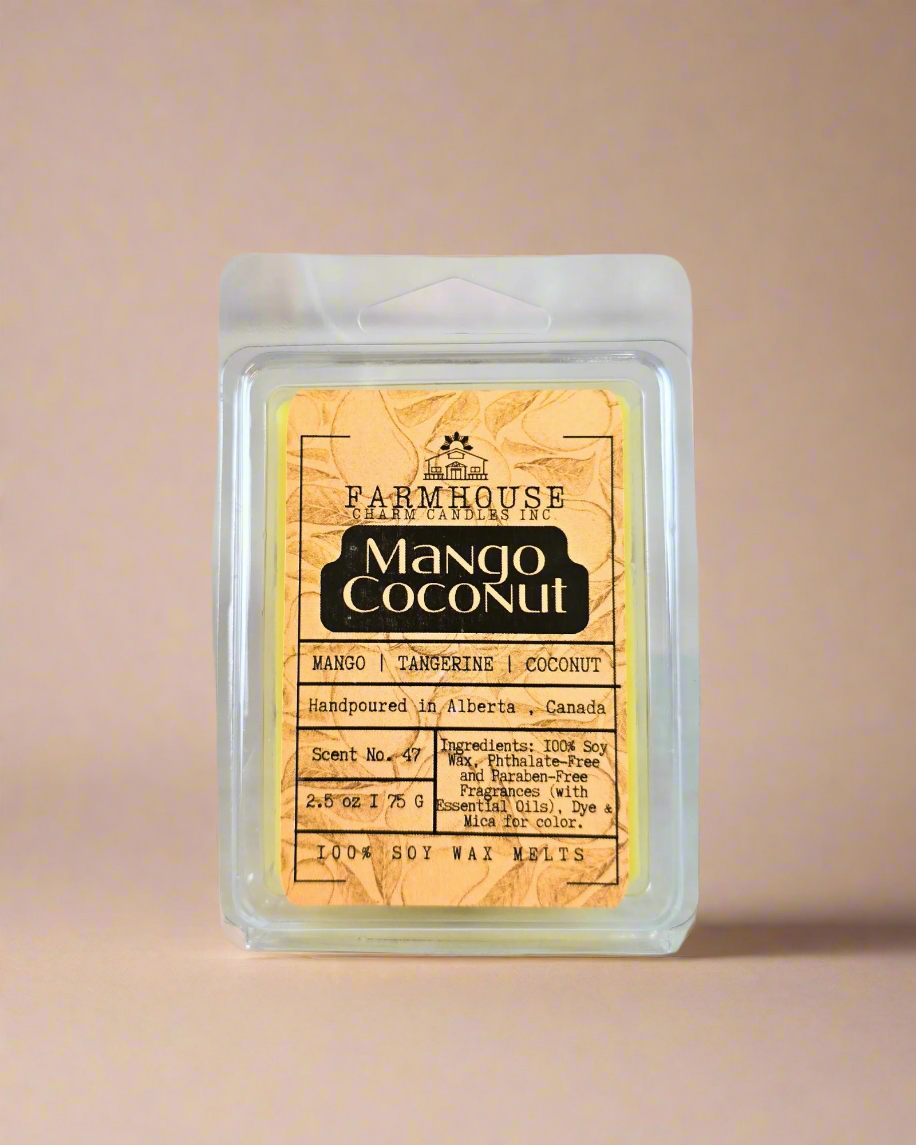 FARMHOUSE
CHARM CANDLES INC
Mango
Coconut
MANGO | TANGERINE | COCONUT
Handpoured in Alberta , Canada
Scent No. 47
2.5 oz I 75 G
Ingredients: 100% Soy
Wax, Phthalate-Free
and Paraben-Free
Fragrances (with
Essential Oils), Dye &
Mica for color.
100% SOY WAX MELTS